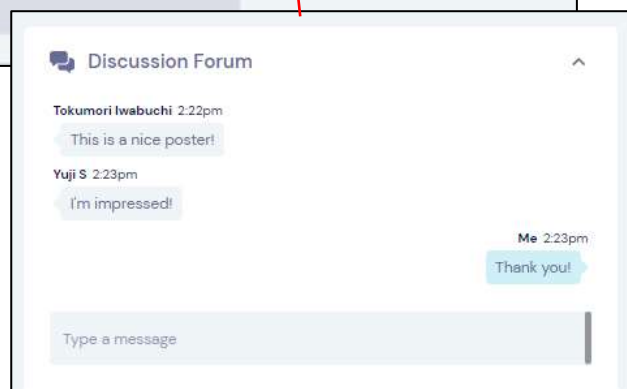 Discussion Forum
Tokumori Iwabuchi 2:22pm
This is a nice poster!
Yuji S 2:23pm
I'm impressed!
Me 2:23pm
Thank you!
Type a message